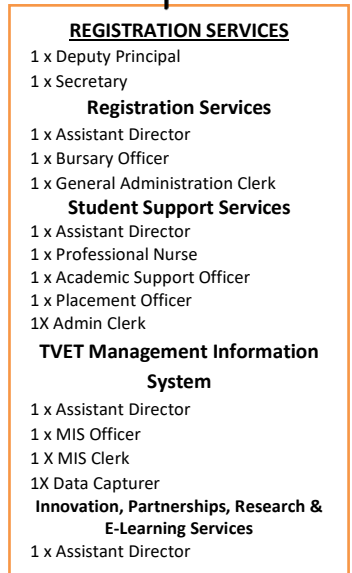 REGISTRATION SERVICES
1 x Deputy Principal
1 x Secretary
Registration Services
1 x Assistant Director
1 x Bursary Officer
1 x General Administration Clerk
Student Support Services
1 x Assistant Director
1 x Professional Nurse
1 x Academic Support Officer
1 x Placement Officer
1X Admin Clerk
TVET Management Information
System
1 x Assistant Director
1 x MIS Officer
1 X MIS Clerk
1X Data Capturer
Innovation, Partnerships, Research &
E-Learning Services
1 x Assistant Director